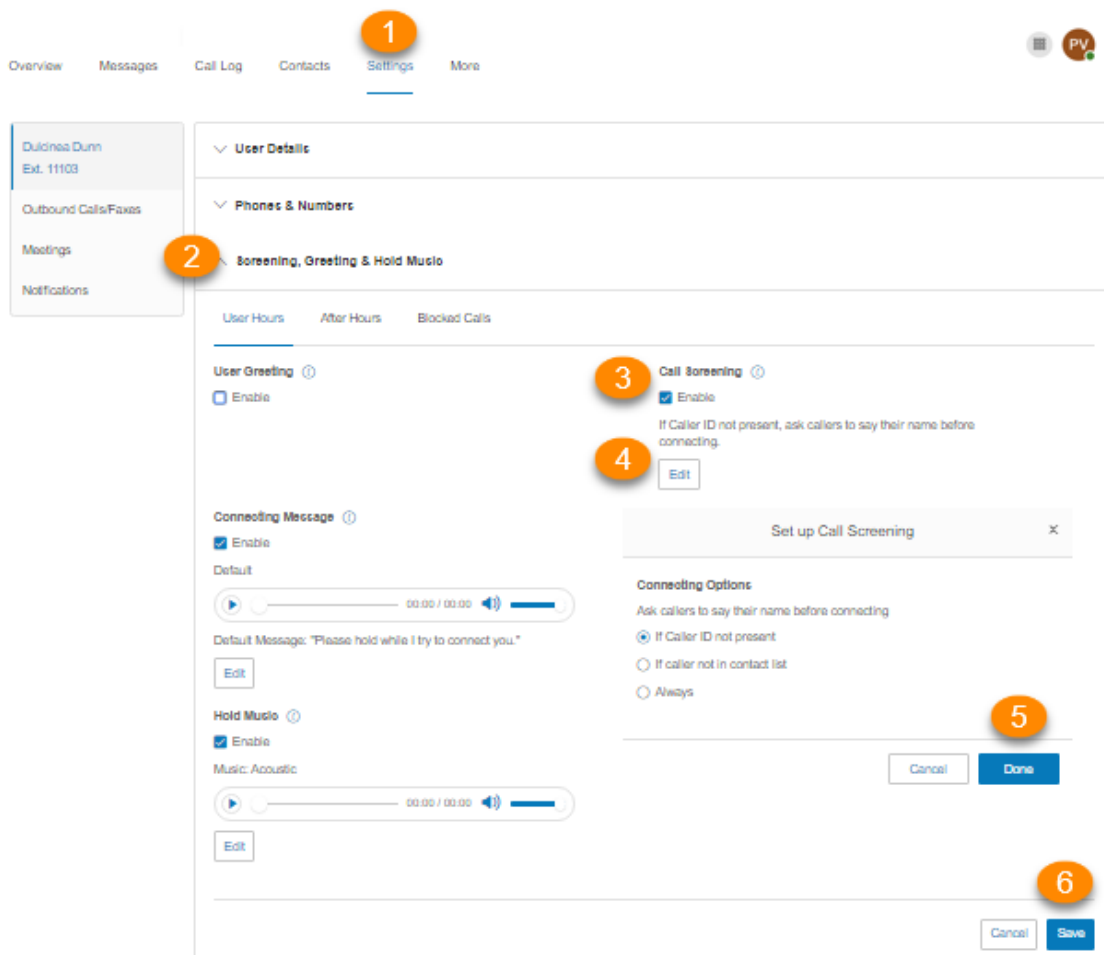 1
PV
Overview Messages Call Log Contacts Settings More
Dulcinea Dunn
Ext. 11103
Outbound Calls/Faxes
Meetings
Notifications
User Details
Phones & Numbers
2
Screening, Greeting & Hold Music
User Hours After Hours Blocked Calls
User Greeting
Enable
3
Call Screening
Enable
If Caller ID not present, ask callers to say their name before
connecting.
4
Edit
Connecting Message
Enable
Default
00:00 / 00:00
Default Message: "Please hold while I try to connect you."
Edit
Hold Music
Enable
Music: Acoustic
00:00 / 00:00
Edit
Set up Call Screening
Connecting Options
Ask callers to say their name before connecting
If Caller ID not present
If caller not in contact list
Always
5
Cancel Done
6
Cancel Save